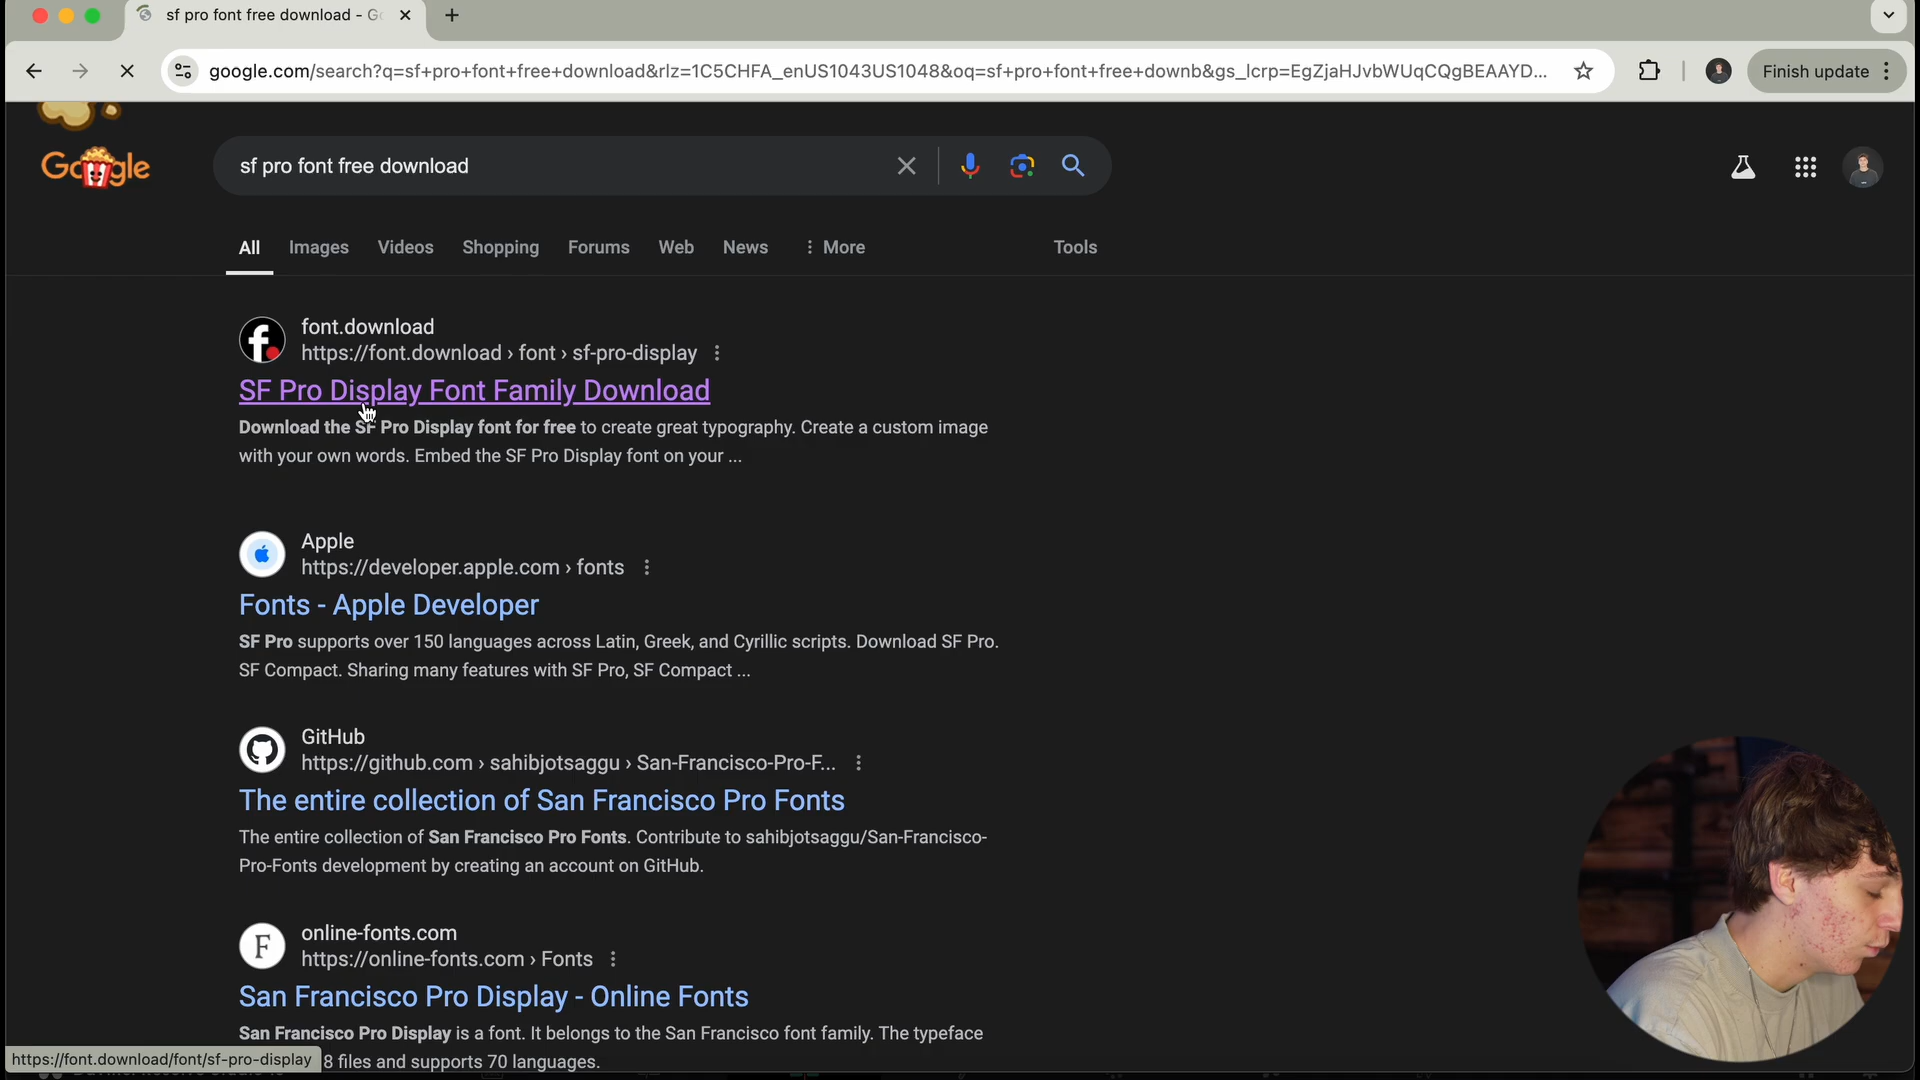 sf pro font free download - Go
google.com/search?q=sf+pro+font+free+download&rlz=1C5CHFA_enUS1043US1048&oq=sf+pro+font+free+downb&gs_lcrp=EgZjaHJvbWUqCQgBEAAYD...
Finish update
Google
sf pro font free download
All Images Videos Shopping Forums Web News More Tools
font.download
https://font.download › font › sf-pro-display
SF Pro Display Font Family Download
Download the SF Pro Display font for free to create great typography. Create a custom image
with your own words. Embed the SF Pro Display font on your ...
Apple
https://developer.apple.com › fonts
Fonts - Apple Developer
SF Pro supports over 150 languages across Latin, Greek, and Cyrillic scripts. Download SF Pro.
SF Compact. Sharing many features with SF Pro, SF Compact ...
GitHub
https://github.com › sahibjotsaggu › San-Francisco-Pro-F...
The entire collection of San Francisco Pro Fonts
The entire collection of San Francisco Pro Fonts. Contribute to sahibjotsaggu/San-Francisco-
Pro-Fonts development by creating an account on GitHub.
F
online-fonts.com
https://online-fonts.com › Fonts
San Francisco Pro Display - Online Fonts
San Francisco Pro Display is a font. It belongs to the San Francisco font family. The typeface
8 files and supports 70 languages.
https://font.download/font/sf-pro-display